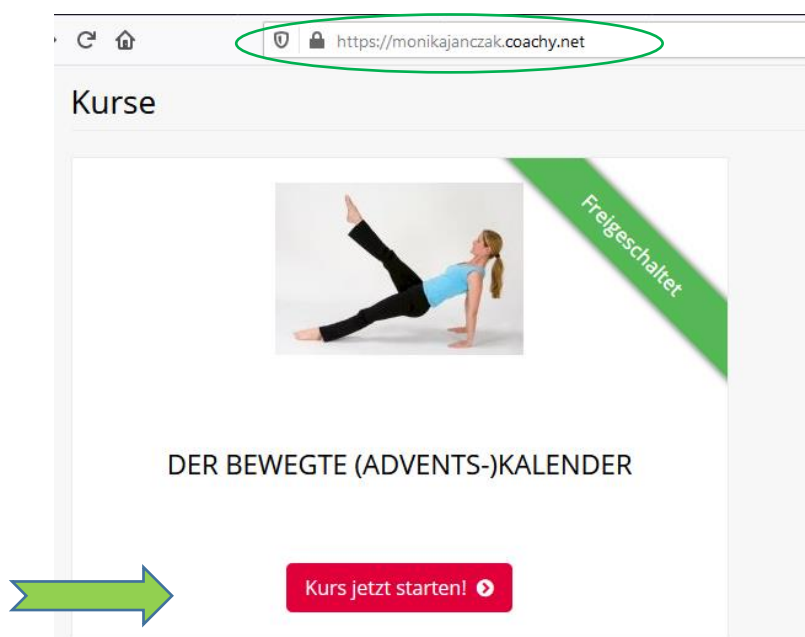 https://monikajanczak.coachy.net
Kurse
Freigeschaltet
DER BEWEGTE (ADVENTS-)KALENDER
Kurs jetzt starten!